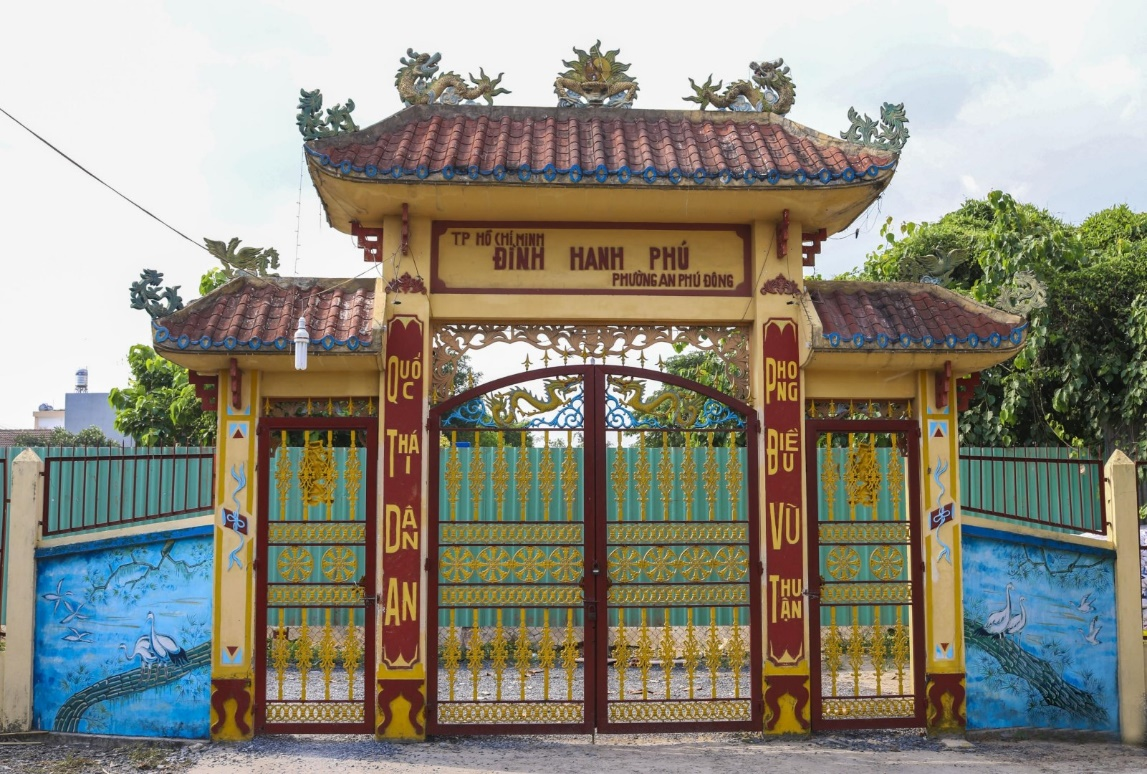 TP HỒ CHÍ MINH
ĐÌNH HANH PHÚ
PHƯỜNG AN PHÚ ĐÔNG
QUỐC THÁI DÂN AN
PHONG ĐIỀU VŨ THUẬN